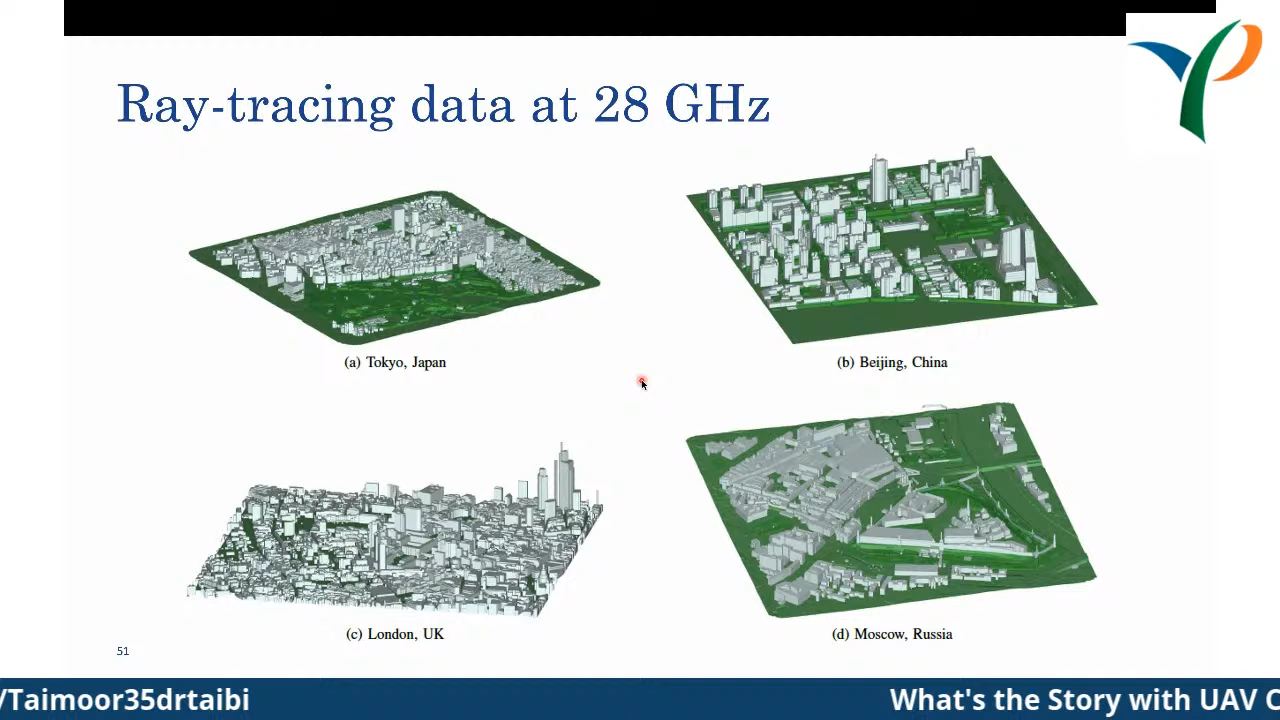 Ray-tracing data at 28 GHz
(a) Tokyo, Japan
(b) Beijing, China
(c) London, UK
(d) Moscow, Russia
51
/Taimoor35drtaibi
What's the Story with UAV